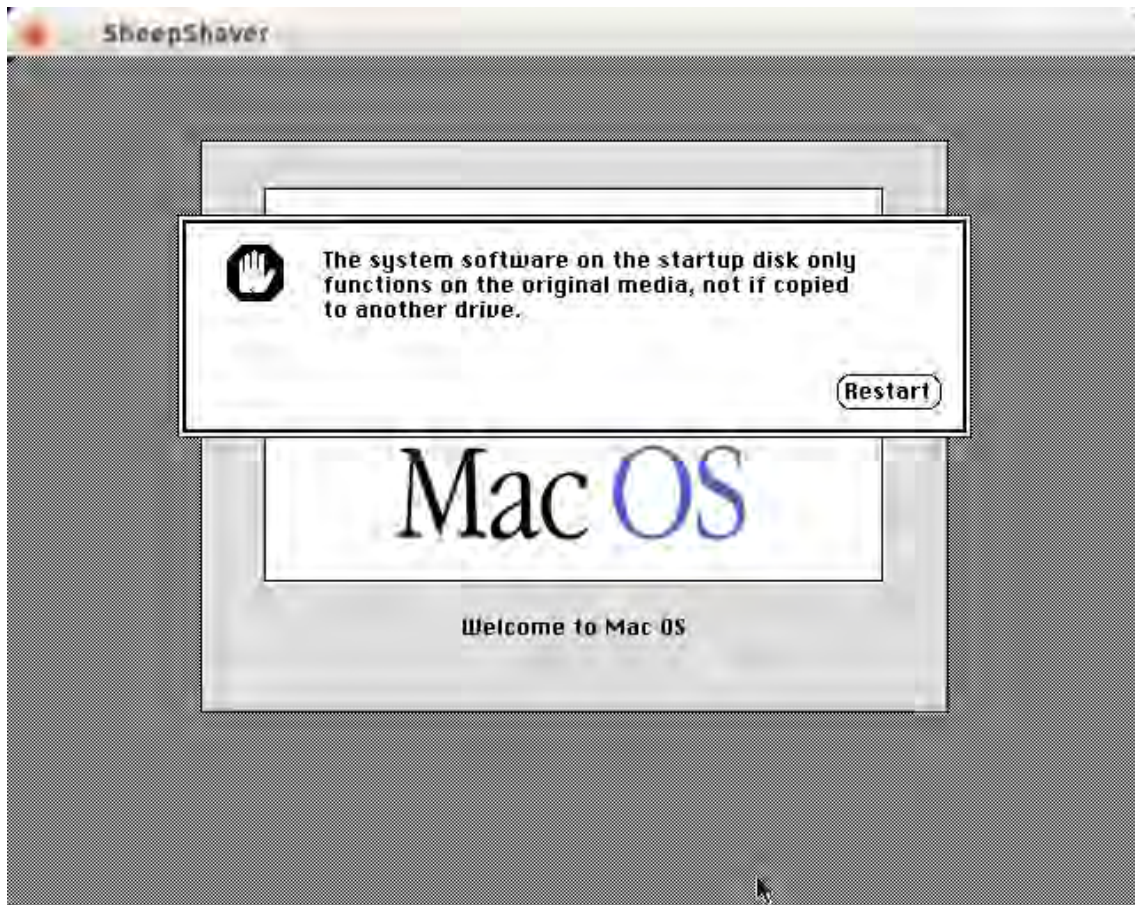 SheepShaver
The system software on the startup disk only
functions on the original media, not if copied
to another drive.
Restart
Mac OS
Welcome to Mac OS